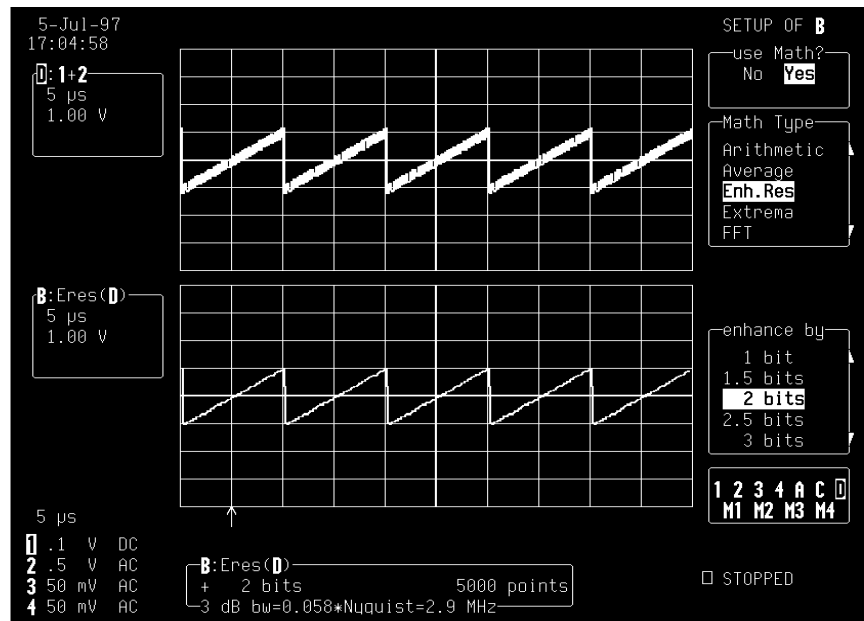 5-Jul-97
17:04:58
D: 1+2
5 µs
1.00 V
B:Eres(D)
5 µs
1.00 V
5 µs
1 .1 V DC
2 .5 V AC
3 50 mV AC
4 50 mV AC
B:Eres(D)
+ 2 bits 5000 points
3 dB bw=0.058*Nyquist=2.9 MHz
SETUP OF B
use Math?
No Yes
Math Type
Arithmetic
Average
Enh.Res
Extrema
FFT
enhance by
1 bit
1.5 bits
2 bits
2.5 bits
3 bits
1 2 3 4 A C D
M1 M2 M3 M4
STOPPED